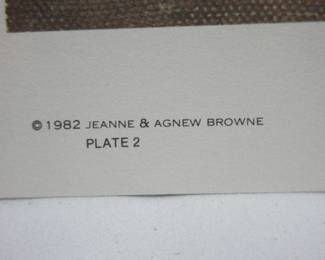 © 1982 JEANNE & AGNEW BROWNE
PLATE 2